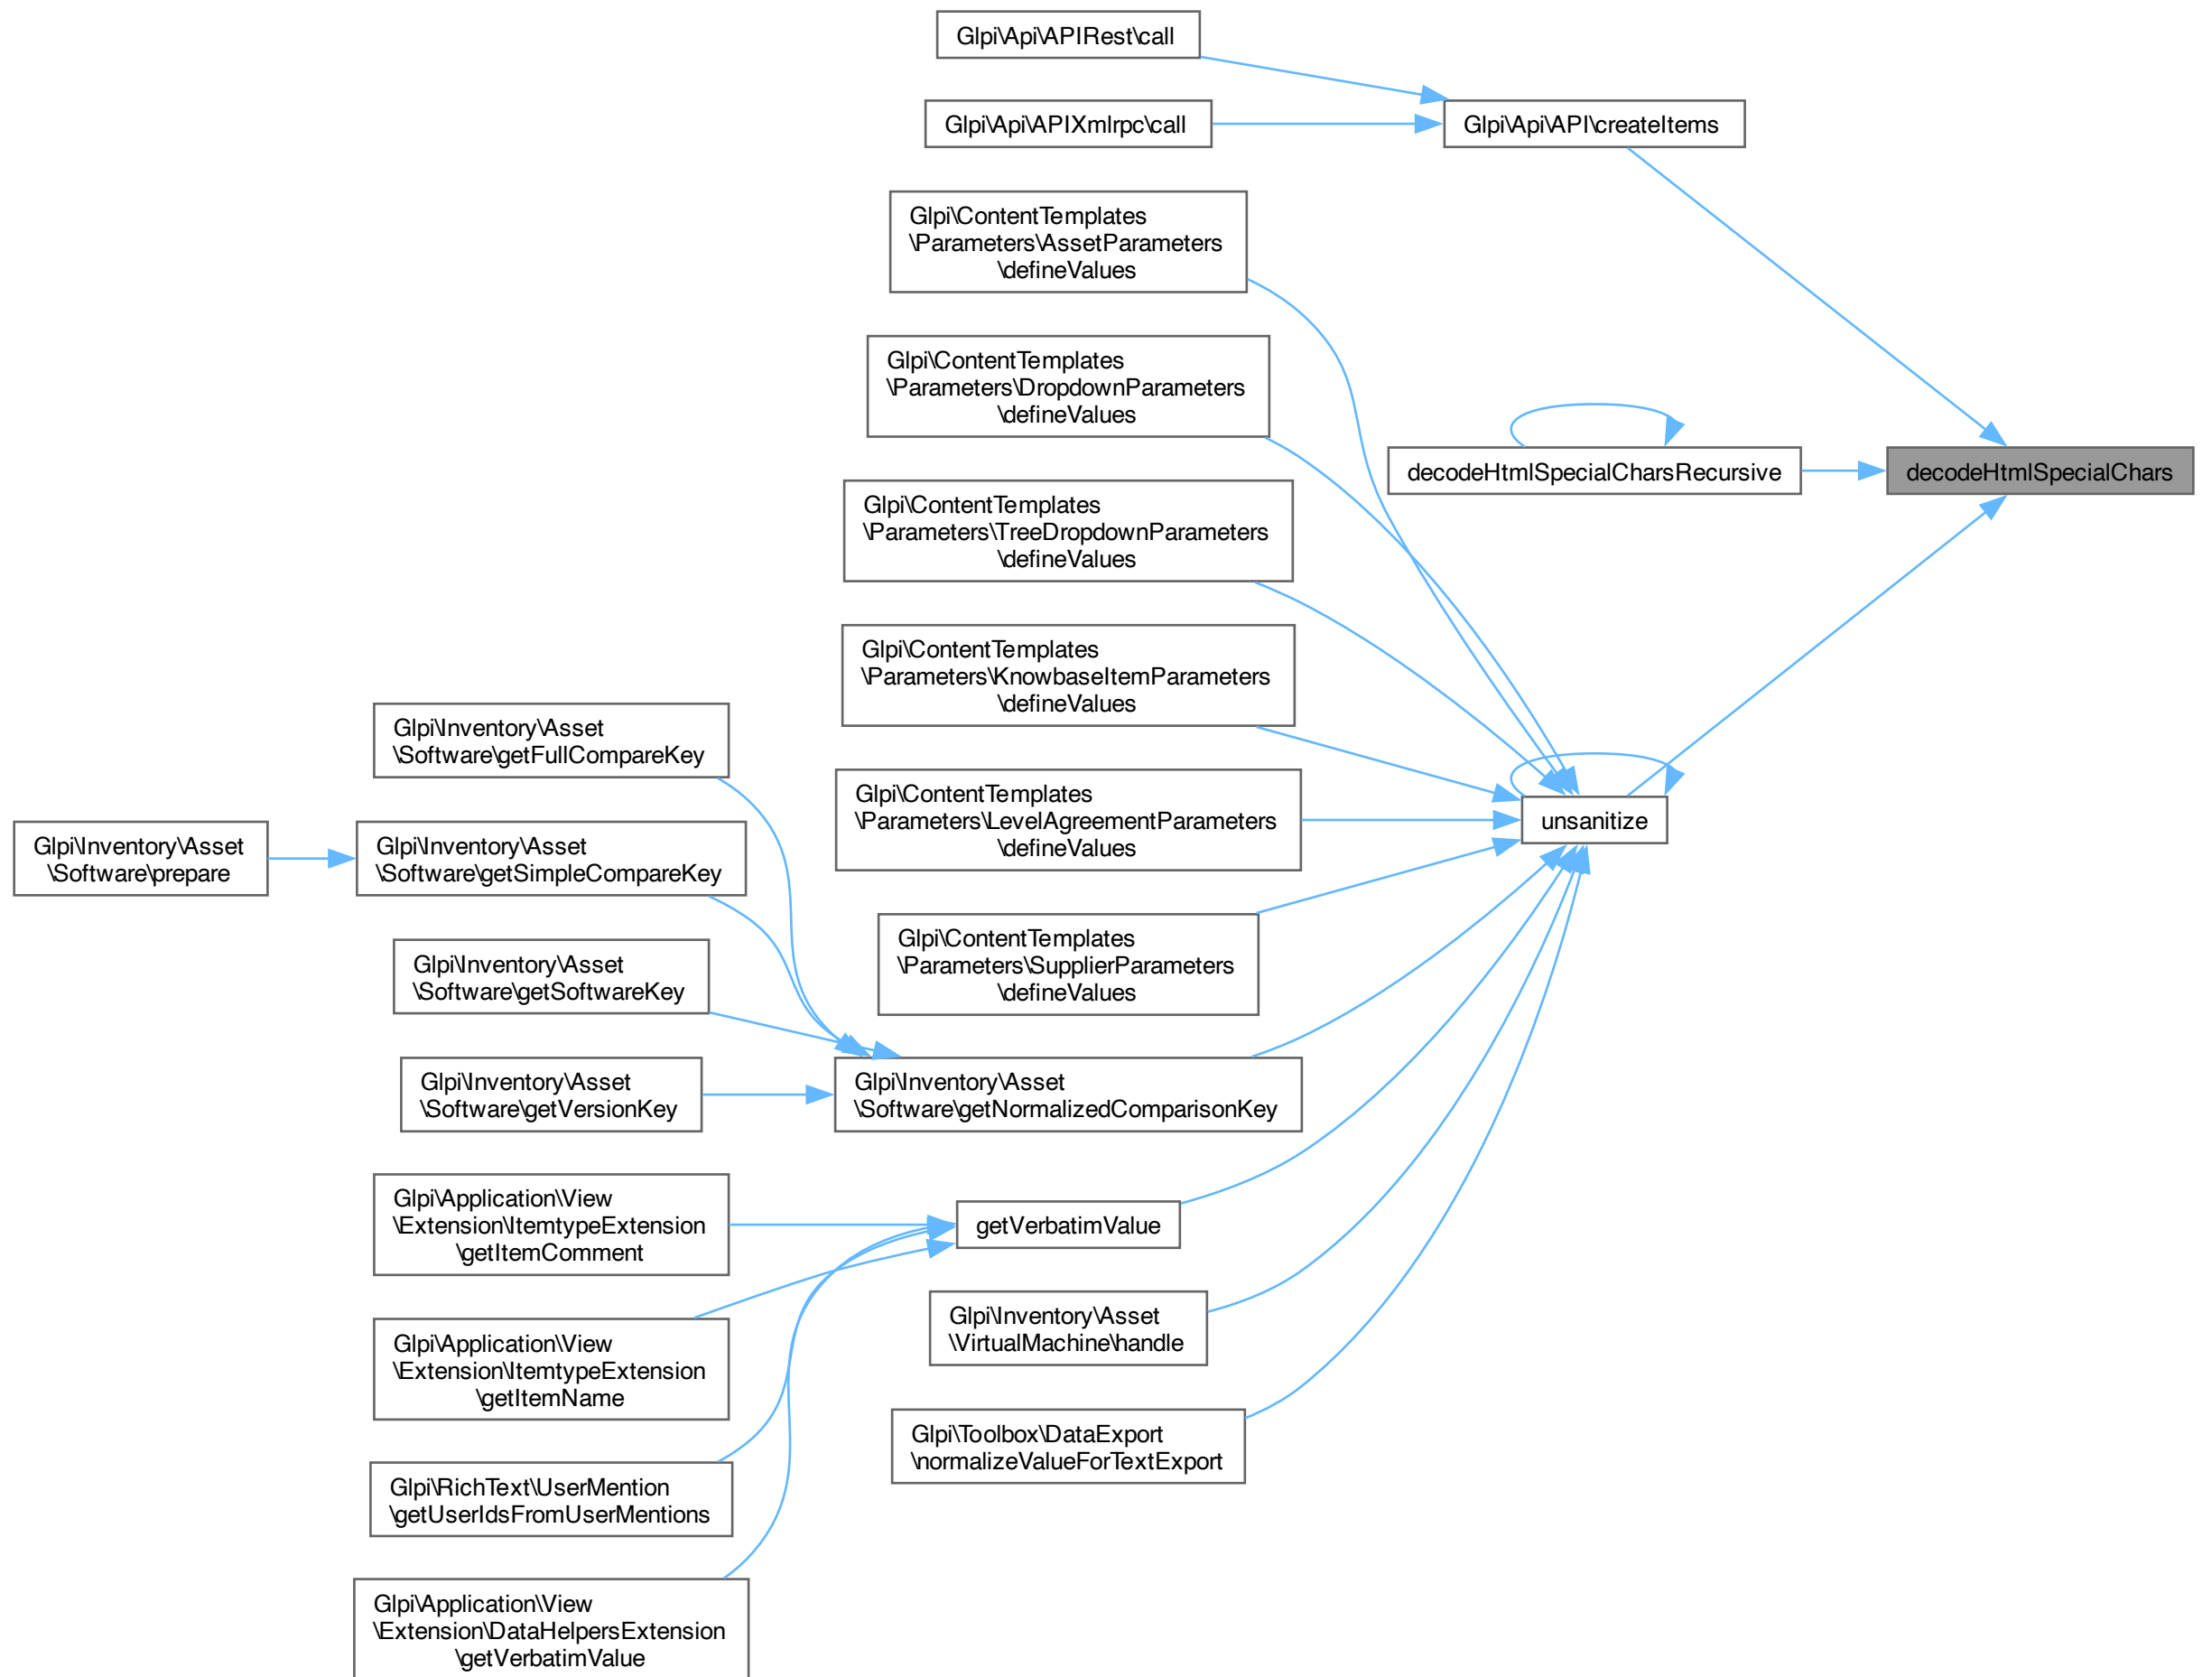 Glpi\Api\APIRest\call
Glpi\Api\APIXmlrpc\call
Glpi\Api\API\createItems
Glpi\ContentTemplates
\Parameters\AssetParameters
\defineValues
Glpi\ContentTemplates
\Parameters\DropdownParameters
\defineValues
decodeHtmlSpecialCharsRecursive
decodeHtmlSpecialChars
Glpi\ContentTemplates
\Parameters\TreeDropdownParameters
\defineValues
Glpi\ContentTemplates
\Parameters\KnowbaseItemParameters
\defineValues
Glpi\Inventory\Asset
\Software\getFullCompareKey
Glpi\ContentTemplates
\Parameters\LevelAgreementParameters
\defineValues
unsanitize
Glpi\Inventory\Asset
\Software\prepare
Glpi\Inventory\Asset
\Software\getSimpleCompareKey
Glpi\ContentTemplates
\Parameters\SupplierParameters
\defineValues
Glpi\Inventory\Asset
\Software\getSoftwareKey
Glpi\Inventory\Asset
\Software\getVersionKey
Glpi\Inventory\Asset
\Software\getNormalizedComparisonKey
Glpi\Application\View
\Extension\ItemtypeExtension
\getItemComment
getVerbatimValue
Glpi\Inventory\Asset
\VirtualMachine\handle
Glpi\Application\View
\Extension\ItemtypeExtension
\getItemName
Glpi\Toolbox\DataExport
\normalizeValueForTextExport
Glpi\RichText\UserMention
\getUserIdsFromUserMentions
Glpi\Application\View
\Extension\DataHelpersExtension
\getVerbatimValue